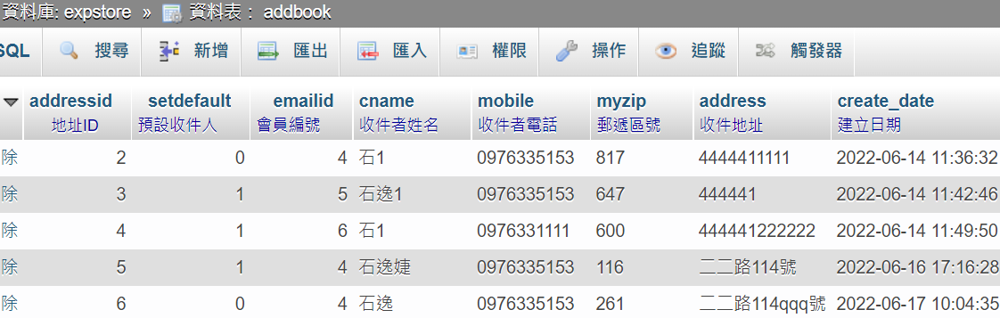 資料庫: expstore » 資料表: addbook
SQL 搜尋 新增 匯出 匯入 權限 操作 追蹤 觸發器
addressid setdefault emailid cname mobile myzip address create_date
地址ID 預設收件人 會員編號 收件者姓名 收件者電話 郵遞區號 收件地址 建立日期
除 2 0 4 石1 0976335153 817 4444411111 2022-06-14 11:36:32
除 3 1 5 石逸1 0976335153 647 444441 2022-06-14 11:42:46
除 4 1 6 石1 0976331111 600 444441222222 2022-06-14 11:49:50
除 5 1 4 石逸婕 0976335153 116 二二路114號 2022-06-16 17:16:28
除 6 0 4 石逸 0976335153 261 二二路114qqq號 2022-06-17 10:04:35